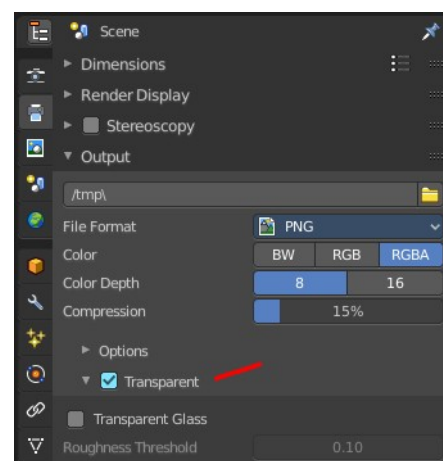 Scene
Dimensions
Render Display
Stereoscopy
Output
/tmp\
File Format PNG
Color BW RGB RGBA
Color Depth 8 16
Compression 15%
Options
Transparent
Transparent Glass
Roughness Threshold 0.10